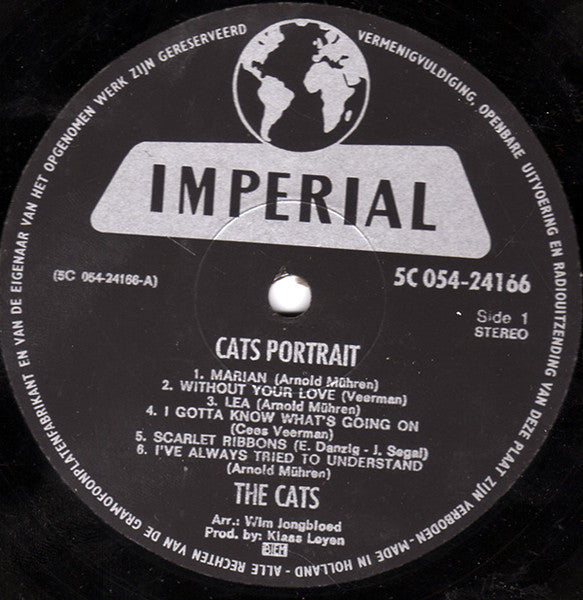 ALLE RECHTEN VAN DE GRAMOFOONPLATENFABRIKANT EN VAN DE EIGENAAR VAN HET OPGENOMEN WERK ZIJN GERESERVEERD
VERMENIGVULDIGING, OPENBARE UITVOERING EN RADIOUITZENDING VAN DEZE PLAAT ZIJN VERBODEN - MADE IN HOLLAND -
IMPERIAL
(5C 054-24166-A)
5C 054-24166
Side 1
STEREO
CATS PORTRAIT
1. MARIAN (Arnold Mühren)
2. WITHOUT YOUR LOVE (Veerman)
3. LEA (Arnold Mühren)
4. I GOTTA KNOW WHAT'S GOING ON
(Cees Veerman)
5. SCARLET RIBBONS (E. Danzig - J. Segal)
6. I'VE ALWAYS TRIED TO UNDERSTAND
(Arnold Mühren)
THE CATS
Arr.: Wim Jongbloed
Prod. by: Klaas Leyen
BIEM